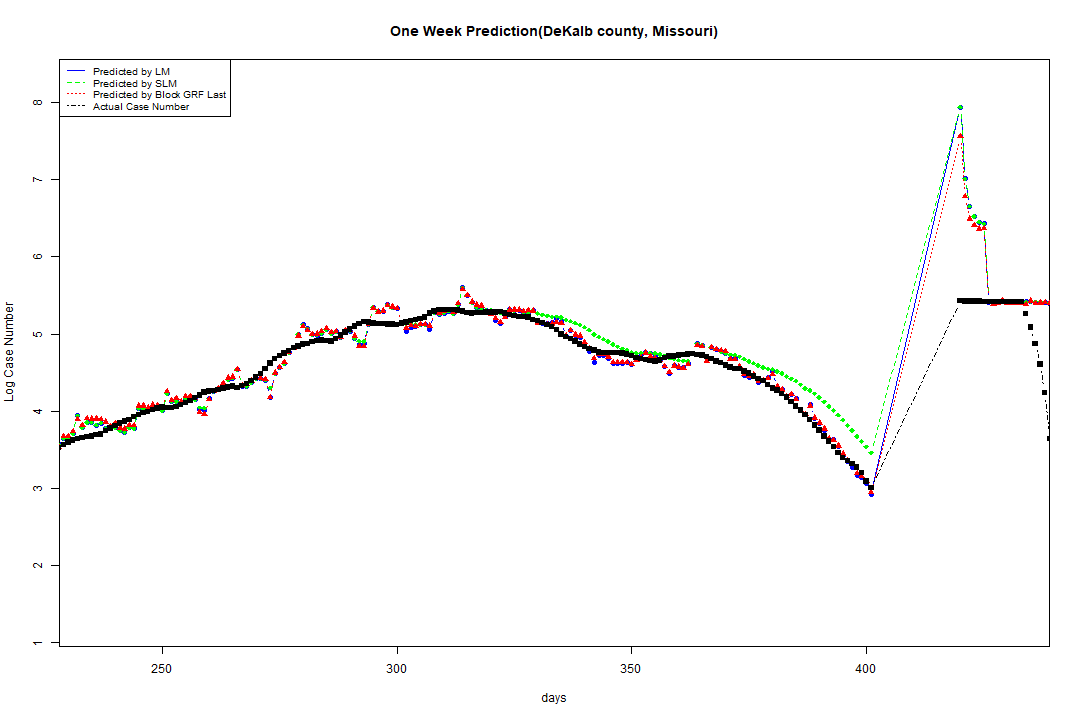 One Week Prediction(DeKalb county, Missouri)
Predicted by LM
Predicted by SLM
Predicted by Block GRF Last
Actual Case Number
8
7
6
5
4
3
2
1
Log Case Number
250 300 350 400
days